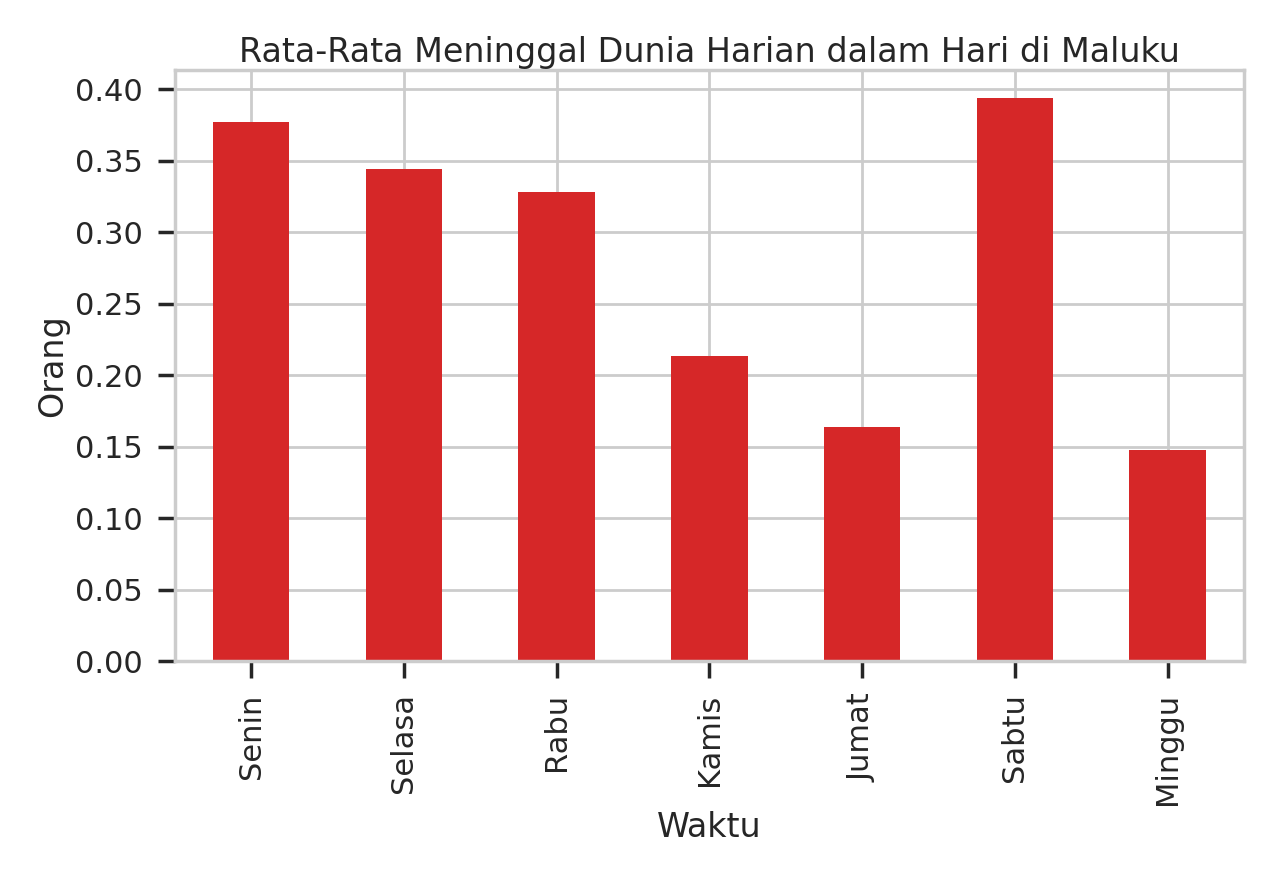 Rata-Rata Meninggal Dunia Harian dalam Hari di Maluku
0.40
0.35
0.30
0.25
0.20
0.15
0.10
0.05
0.00
Orang
Senin
Selasa
Rabu
Kamis
Jumat
Sabtu
Minggu
Waktu